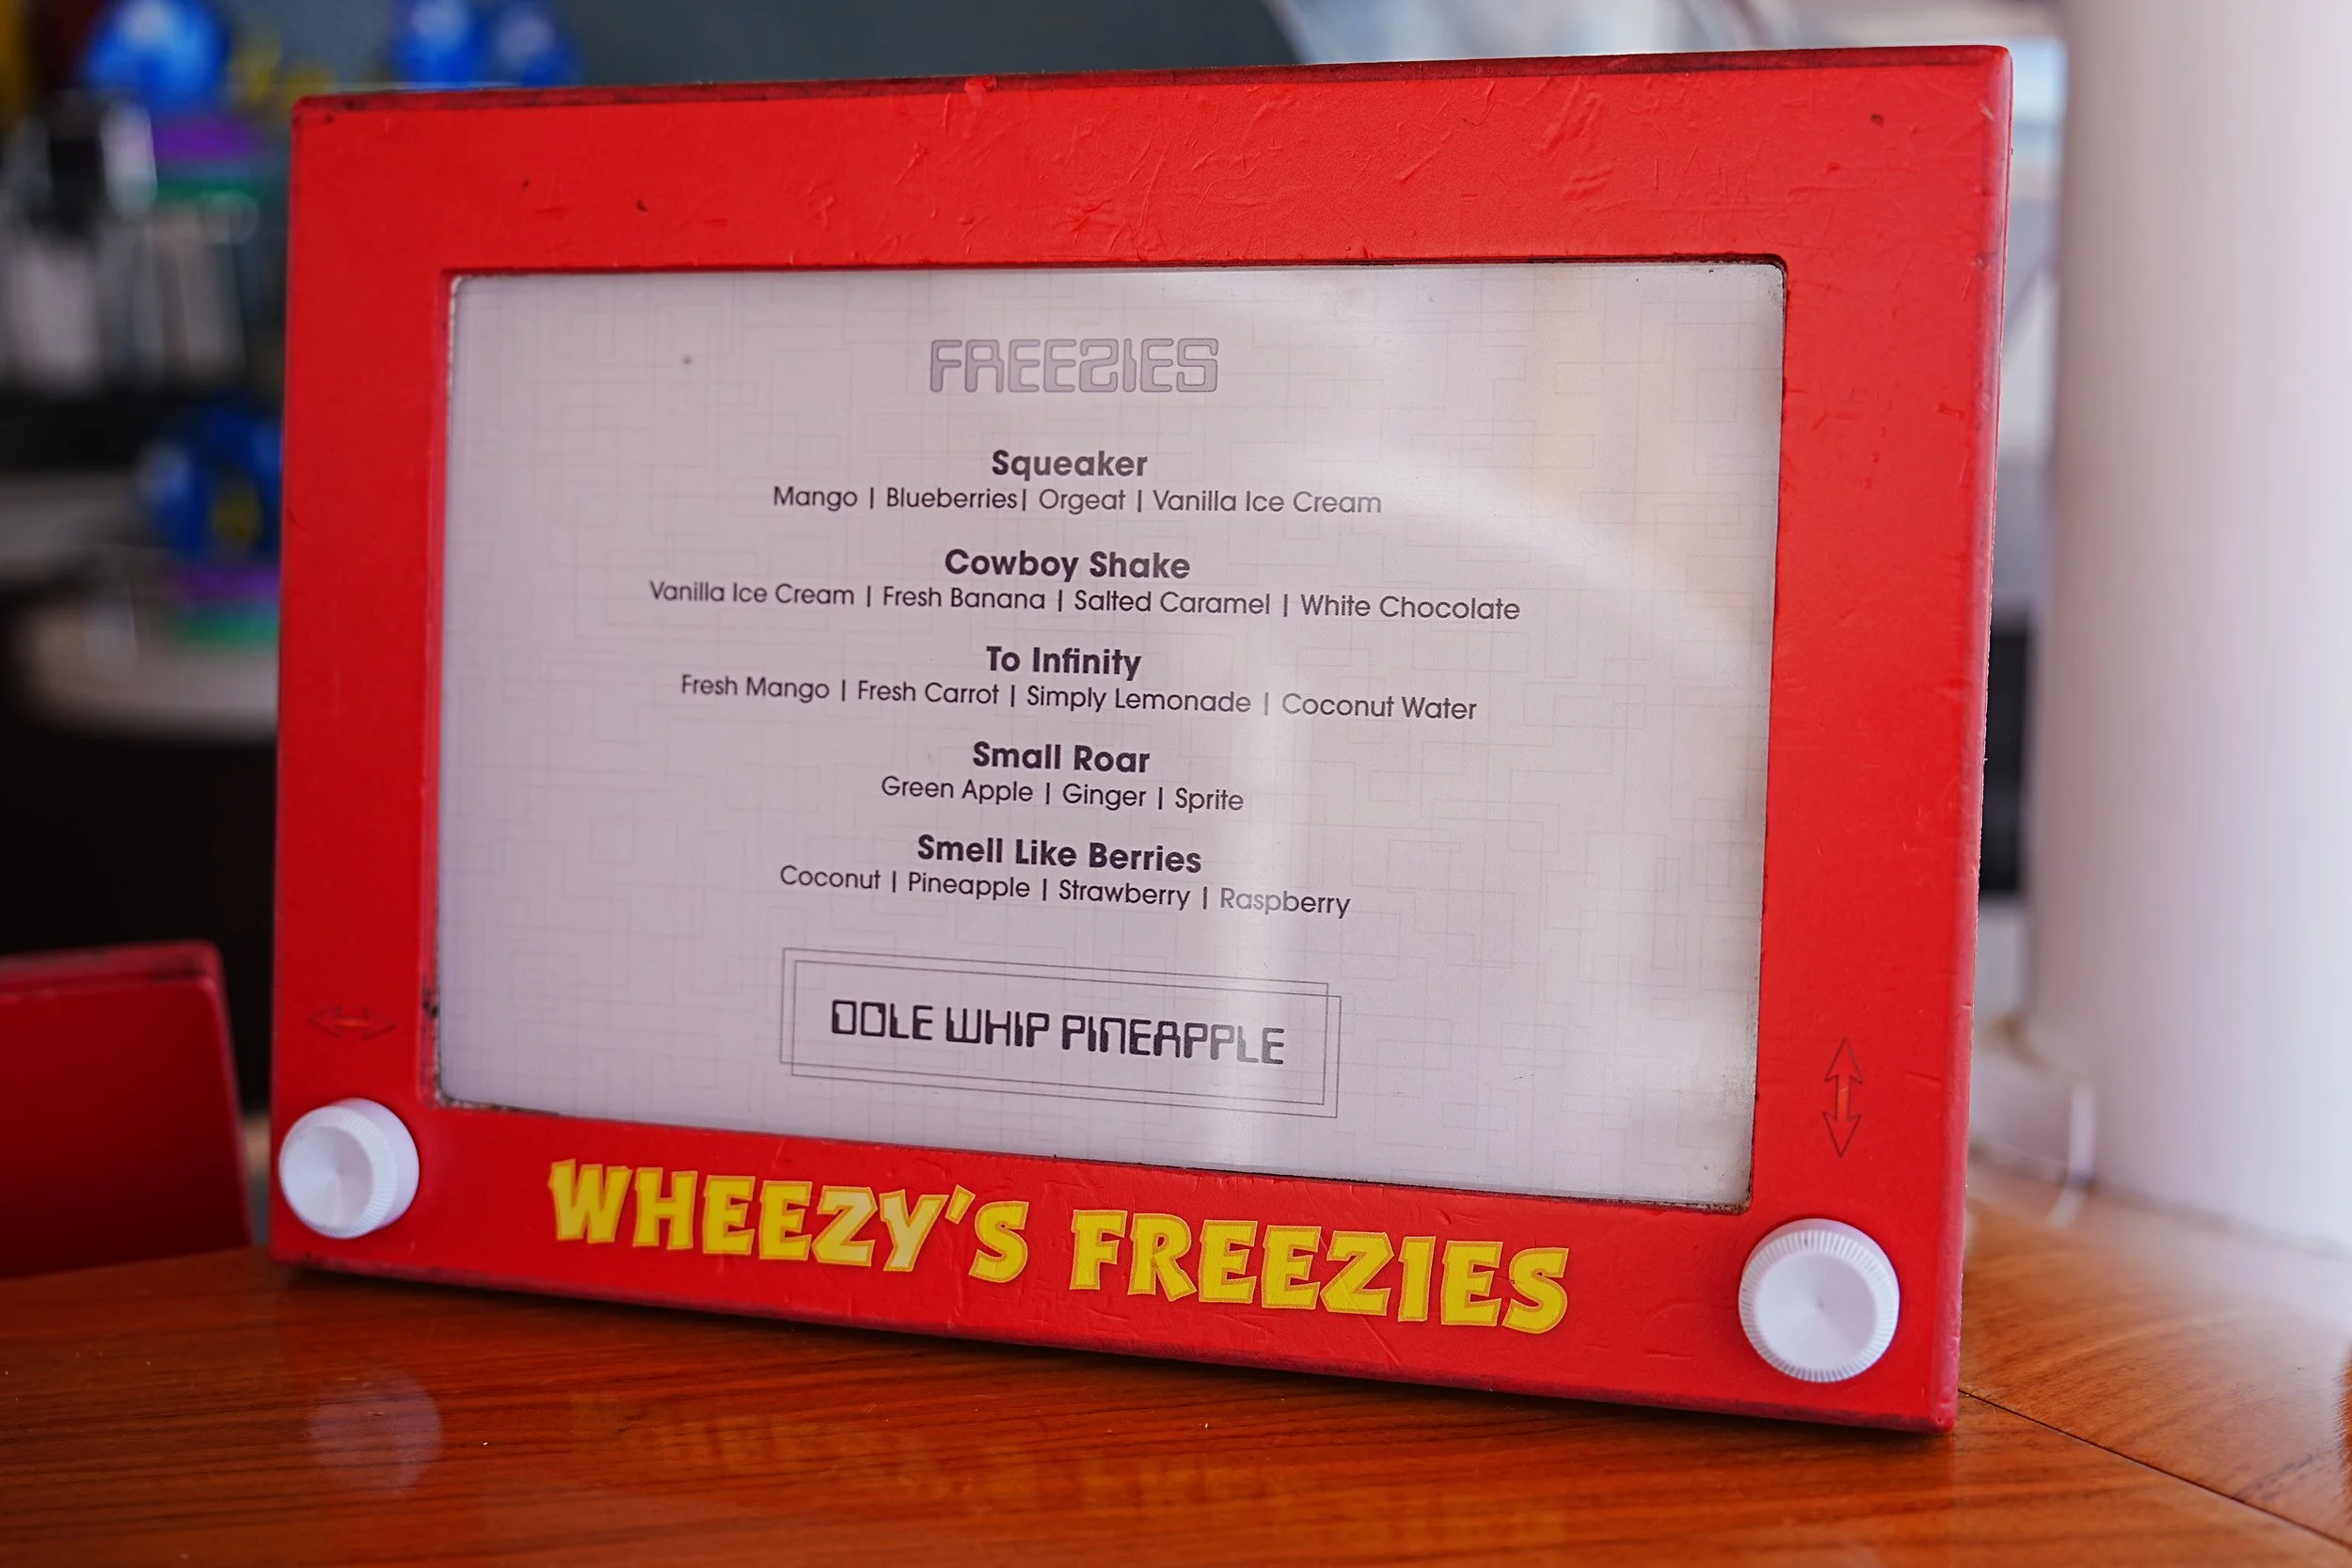 FREEZIES
Squeaker
Mango | Blueberries| Orgeat | Vanilla Ice Cream
Cowboy Shake
Vanilla Ice Cream | Fresh Banana | Salted Caramel | White Chocolate
To Infinity
Fresh Mango | Fresh Carrot | Simply Lemonade | Coconut Water
Small Roar
Green Apple | Ginger | Sprite
Smell Like Berries
Coconut | Pineapple | Strawberry | Raspberry
DOLE WHIP PINEAPPLE
WHEEZY'S FREEZIES